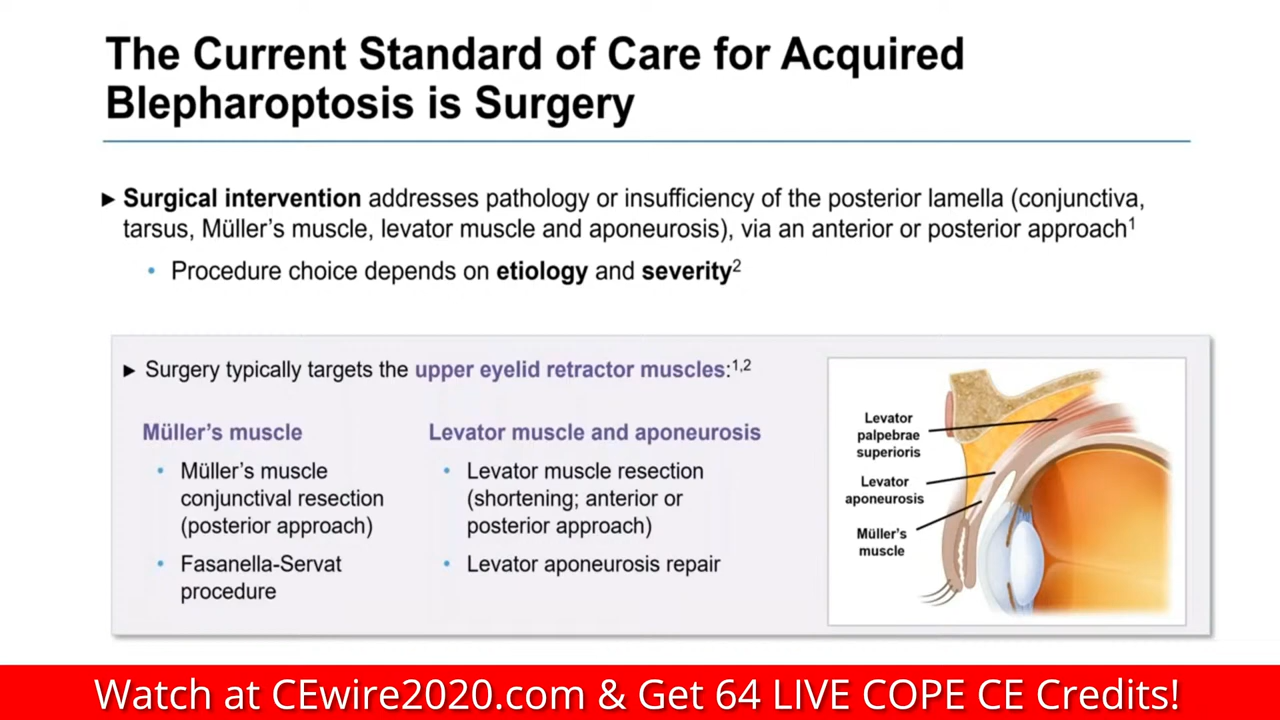 The Current Standard of Care for Acquired
Blepharoptosis is Surgery
► Surgical intervention addresses pathology or insufficiency of the posterior lamella (conjunctiva,
tarsus, Müller's muscle, levator muscle and aponeurosis), via an anterior or posterior approach1
• Procedure choice depends on etiology and severity2
► Surgery typically targets the upper eyelid retractor muscles:1,2
Müller's muscle
• Müller's muscle
conjunctival resection
(posterior approach)
• Fasanella-Servat
procedure
Levator muscle and aponeurosis
• Levator muscle resection
(shortening; anterior or
posterior approach)
• Levator aponeurosis repair
Levator
palpebrae
superioris
Levator
aponeurosis
Müller's
muscle
Watch at CEwire2020.com & Get 64 LIVE COPE CE Credits!